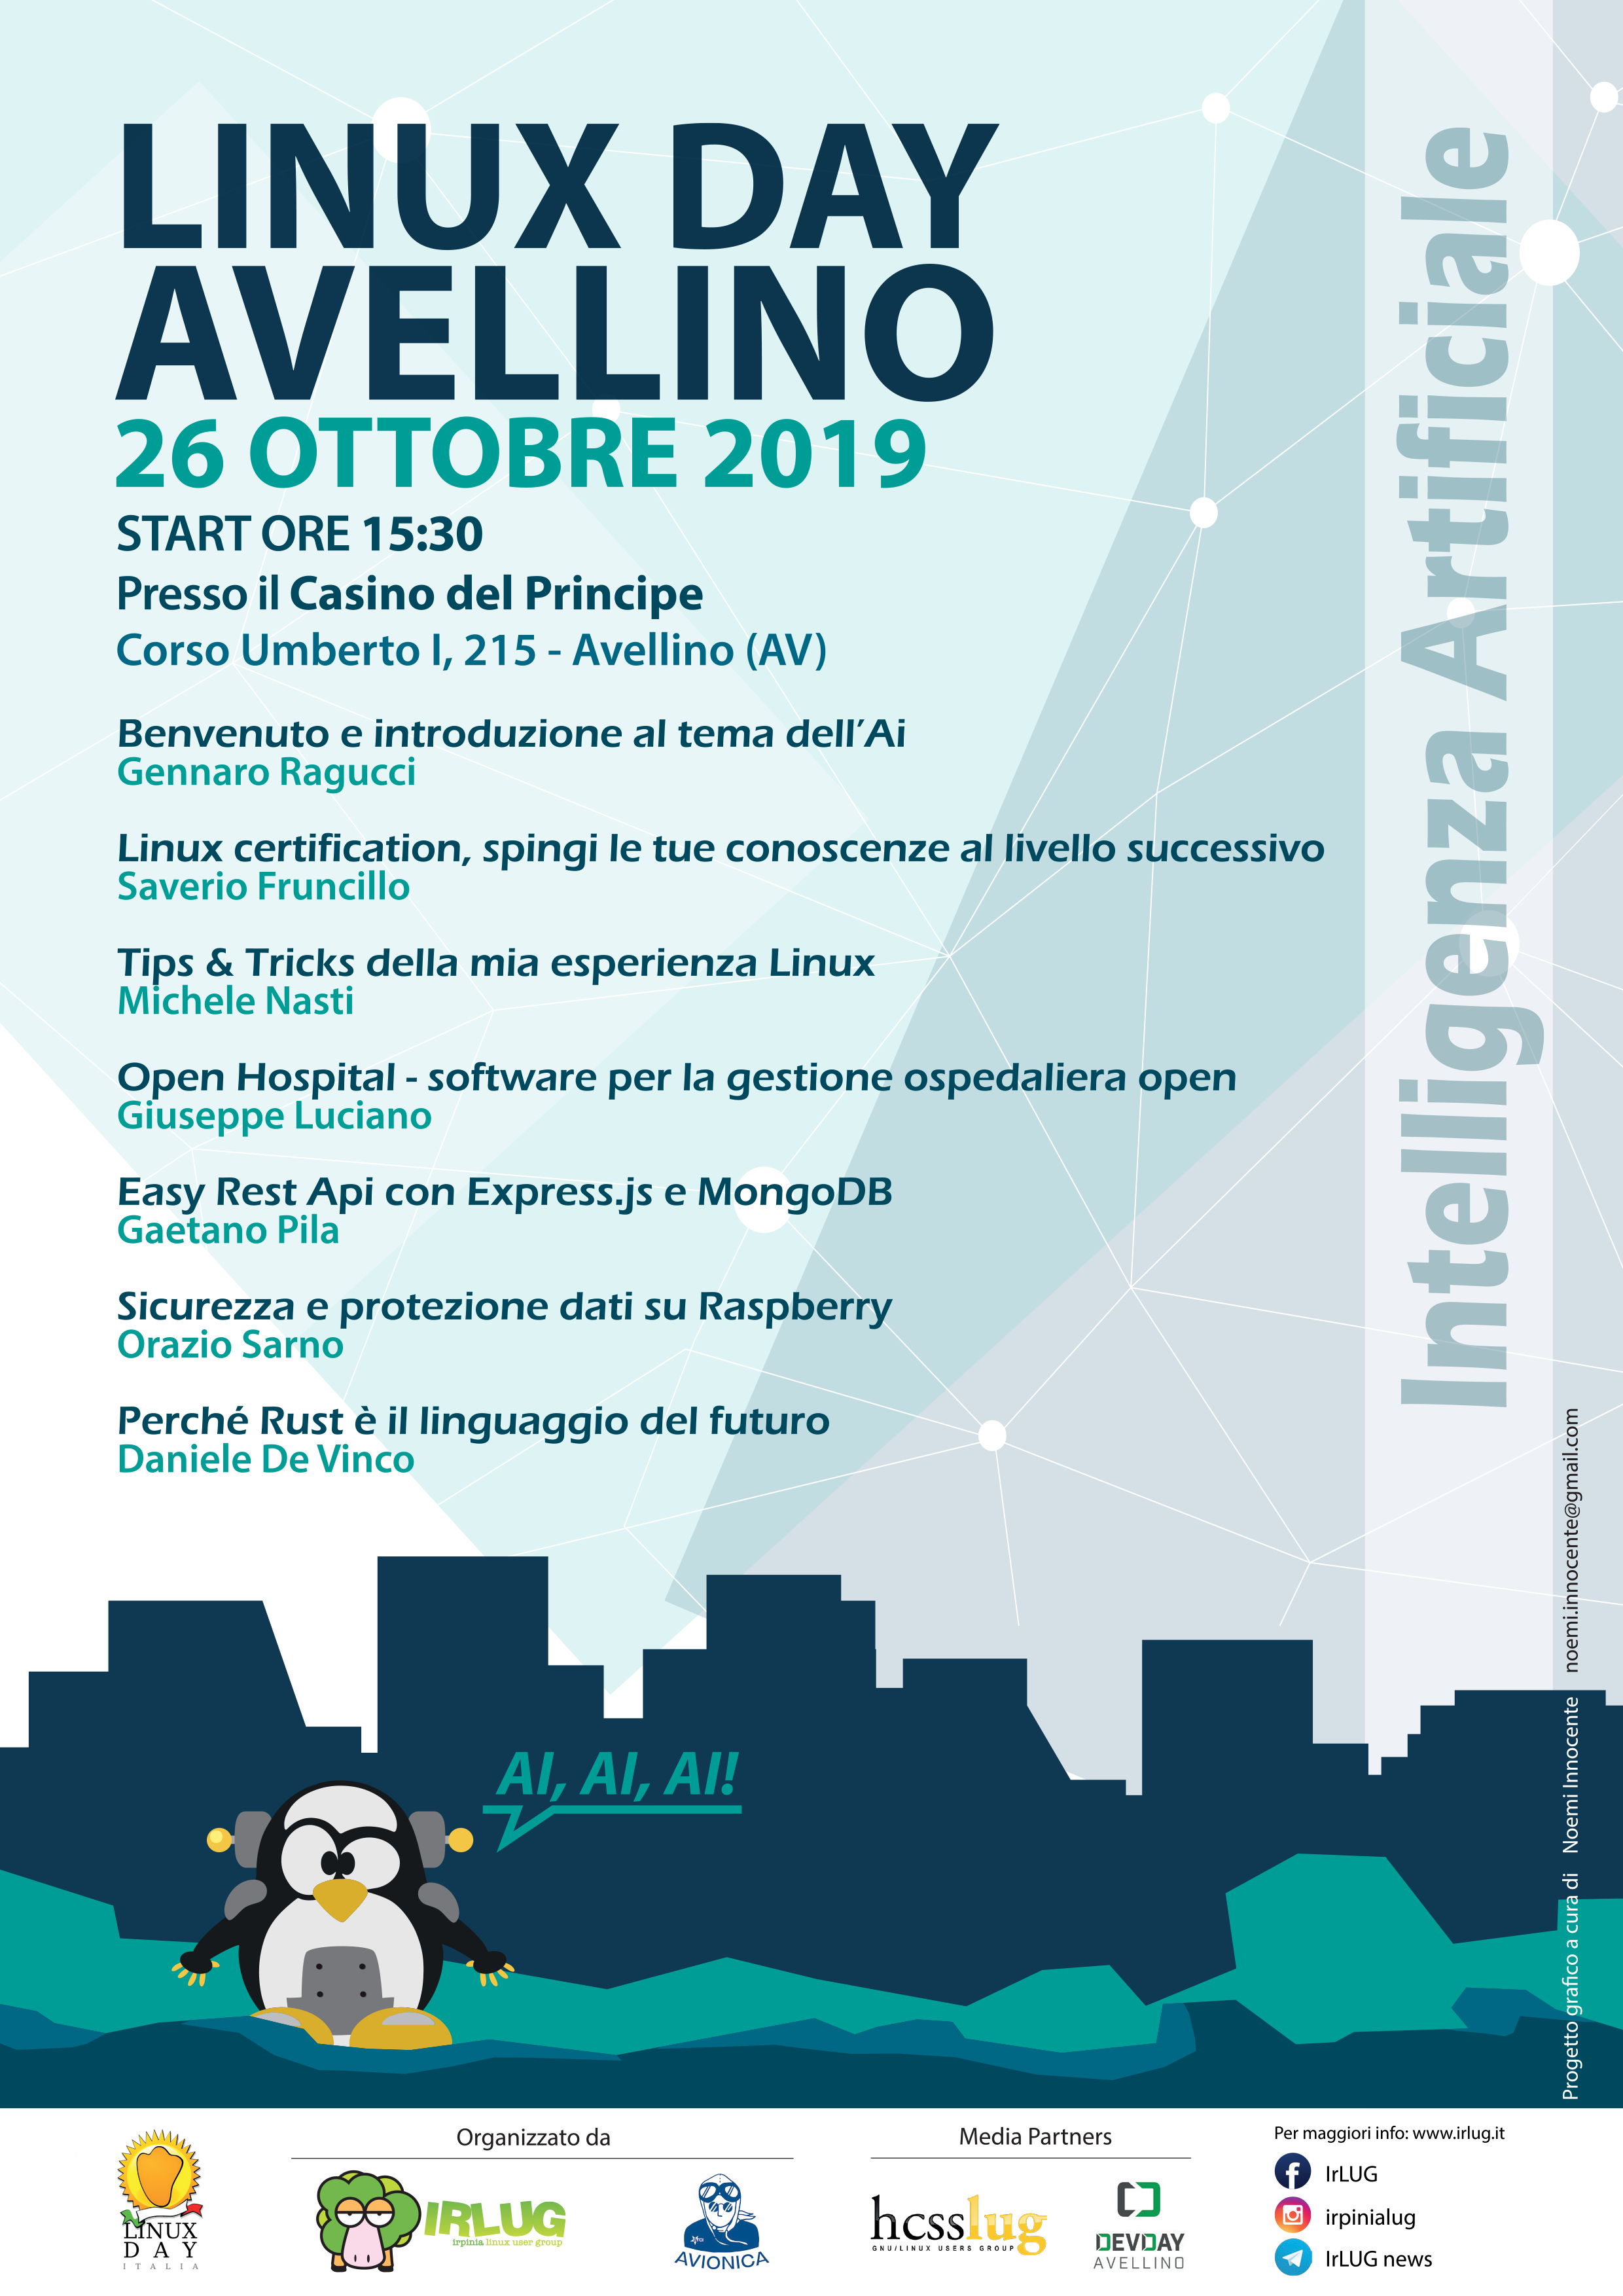 LINUX DAY
AVELLINO
26 OTTOBRE 2019
START ORE 15:30
Presso il Casino del Principe
Corso Umberto I, 215 - Avellino (AV)
Benvenuto e introduzione al tema dell’Ai
Gennaro Ragucci
Linux certification, spingi le tue conoscenze al livello successivo
Saverio Fruncillo
Tips & Tricks della mia esperienza Linux
Michele Nasti
Open Hospital - software per la gestione ospedaliera open
Giuseppe Luciano
Easy Rest Api con Express.js e MongoDB
Gaetano Pila
Sicurezza e protezione dati su Raspberry
Orazio Sarno
Perché Rust è il linguaggio del futuro
Daniele De Vinco
Intelligenza Artificiale
AI, AI, AI!
Progetto grafico a cura di Noemi Innocente noemi.innocente@gmail.com
LINUX
DAY
ITALIA
Organizzato da
IRLUG
irpinia linux user group
AVIONICA
Media Partners
hcsslug
GNU/LINUX USERS GROUP
DEVDAY
AVELLINO
Per maggiori info: www.irlug.it
IrLUG
irpinialug
IrLUG news